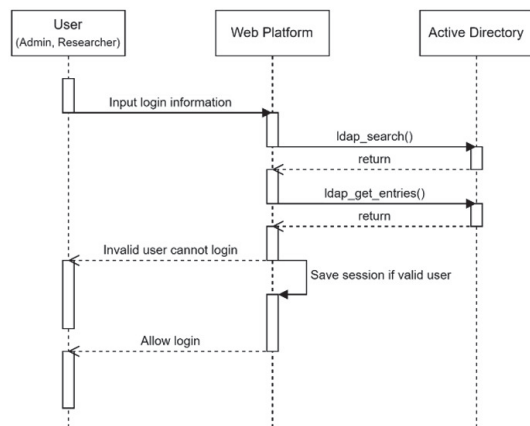 User
(Admin, Researcher)
Web Platform
Active Directory
Input login information
ldap_search()
return
ldap_get_entries()
return
Invalid user cannot login
Save session if valid user
Allow login